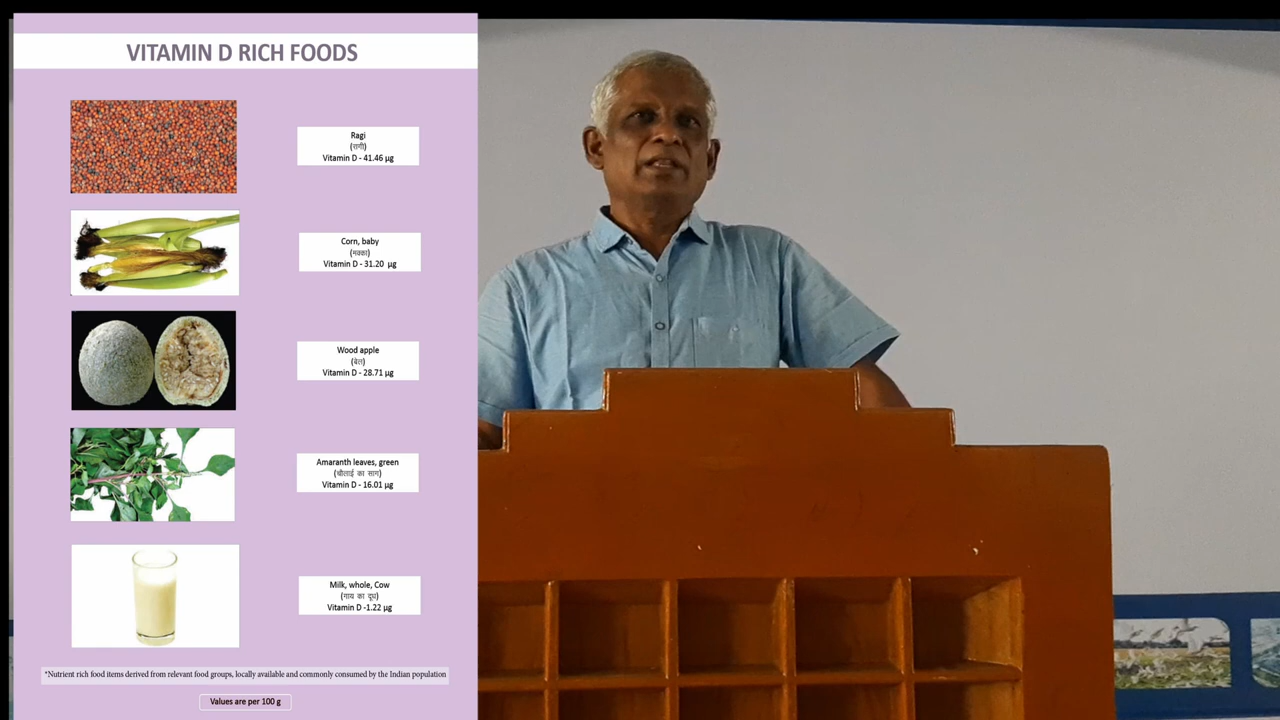 VITAMIN D RICH FOODS
Ragi
(रागी)
Vitamin D - 41.46 µg
Corn, baby
(मक्का)
Vitamin D - 31.20 µg
Wood apple
(बेल)
Vitamin D - 28.71 µg
Amaranth leaves, green
(चौलाई का साग)
Vitamin D - 16.01 µg
Milk, whole, Cow
(गाय का दूध)
Vitamin D -1.22 µg
*Nutrient rich food items derived from relevant food groups, locally available and commonly consumed by the Indian population
Values are per 100 g